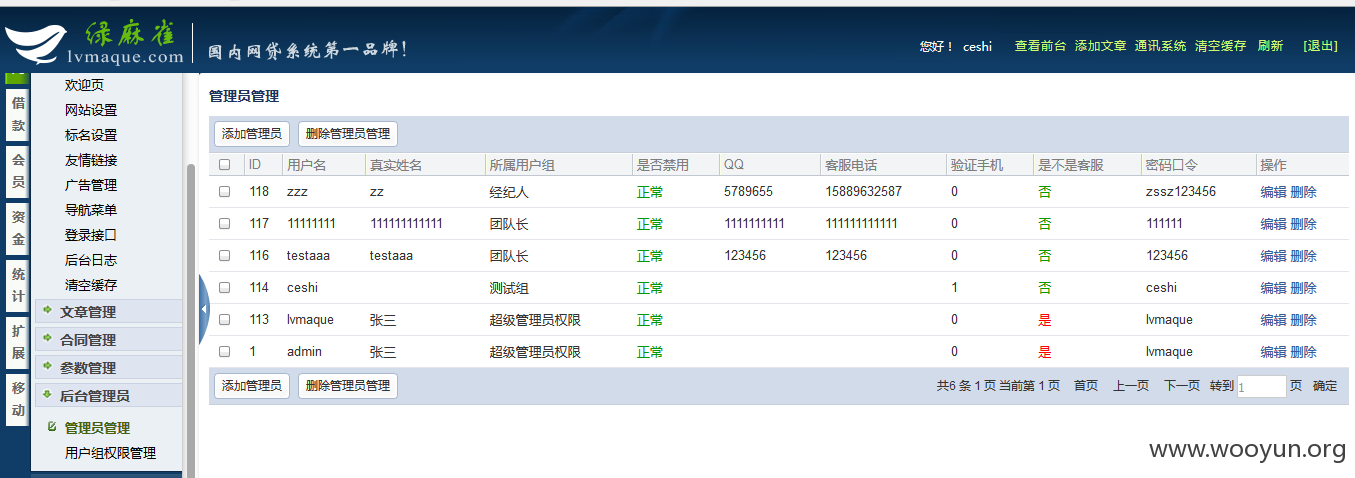 绿麻雀
lvmaque.com
国内网贷系统第一品牌!
您好！ ceshi 查看前台 添加文章 通讯系统 清空缓存 刷新 [退出]
借款
会员
资金
统计
扩展
移动
欢迎页
网站设置
标名设置
友情链接
广告管理
导航菜单
登录接口
后台日志
清空缓存
文章管理
合同管理
参数管理
后台管理员
管理员管理
用户组权限管理
管理员管理
添加管理员 删除管理员管理
ID 用户名 真实姓名 所属用户组 是否禁用 QQ 客服电话 验证手机 是不是客服 密码口令 操作
118 zzz zz 经纪人 正常 5789655 15889632587 0 否 zssz123456 编辑 删除
117 11111111 111111111111 团队长 正常 1111111111 111111111111 0 否 111111 编辑 删除
116 testaaa testaaa 团队长 正常 123456 123456 0 否 123456 编辑 删除
114 ceshi 测试组 正常 1 否 ceshi 编辑 删除
113 lvmaque 张三 超级管理员权限 正常 0 是 lvmaque 编辑 删除
1 admin 张三 超级管理员权限 正常 0 是 lvmaque 编辑 删除
添加管理员 删除管理员管理 共6 条 1 页 当前第 1 页 首页 上一页 下一页 转到 1 页 确定
www.wooyun.org